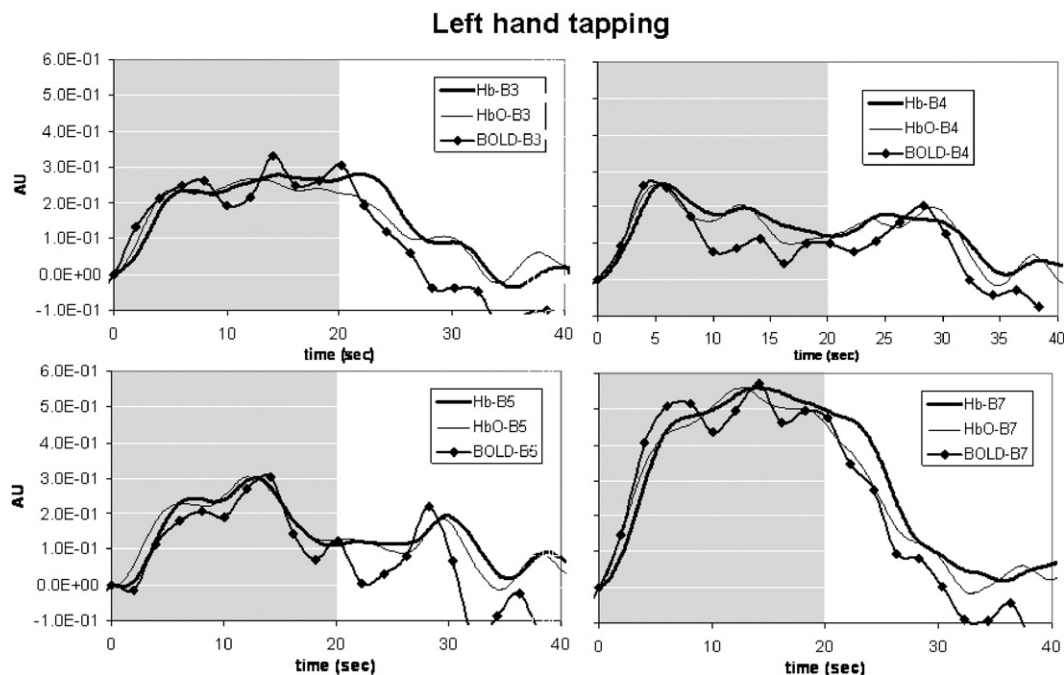 Left hand tapping
6.0E-01
5.0E-01
4.0E-01
3.0E-01
2.0E-01
1.0E-01
0.0E+00
-1.0E-01
AU
Hb-B3
HbO-B3
BOLD-B3
0 10 20 30 40
time (sec)
Hb-B4
HbO-B4
BOLD-B4
0 5 10 15 20 25 30 35 40
time (sec)
6.0E-01
5.0E-01
4.0E-01
3.0E-01
2.0E-01
1.0E-01
0.0E+00
-1.0E-01
AU
Hb-B5
HbO-B5
BOLD-B5
0 10 20 30 40
time (sec)
Hb-B7
HbO-B7
BOLD-B7
0 10 20 30 40
time (sec)